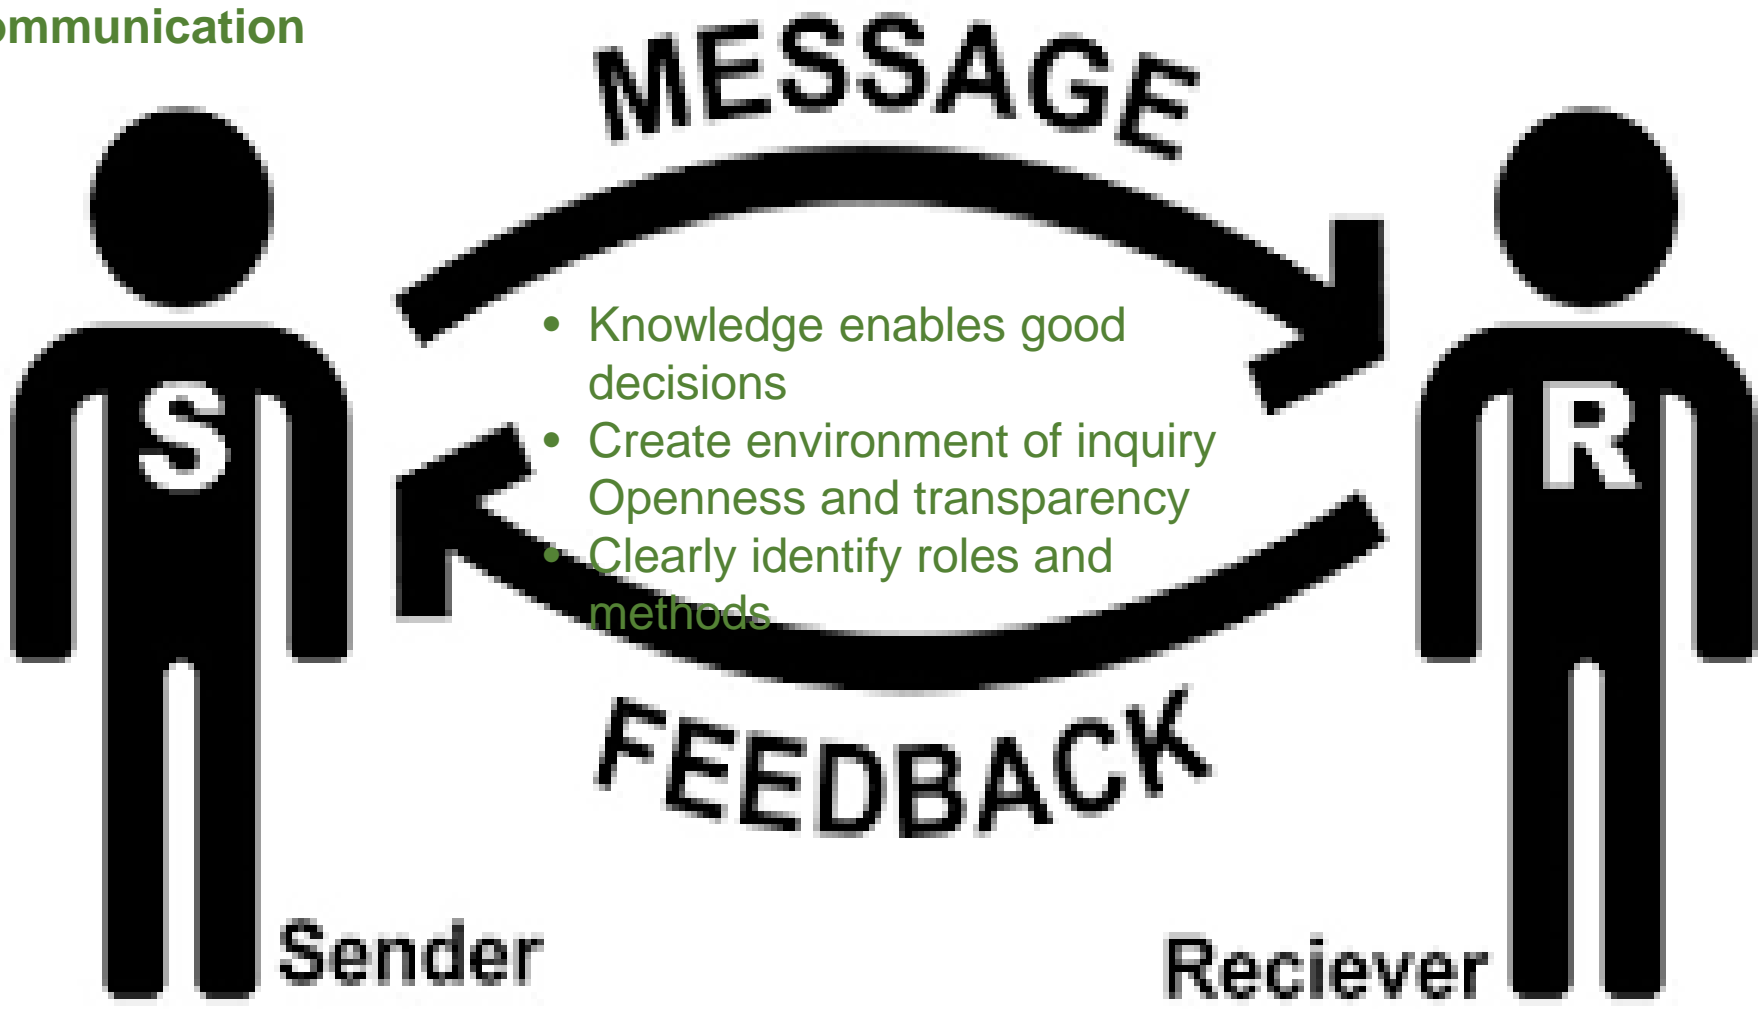 ommunication
MESSAGE
• Knowledge enables good
decisions
• Create environment of inquiry
Openness and transparency
• Clearly identify roles and
methods
S
R
FEEDBACK
Sender
Reciever